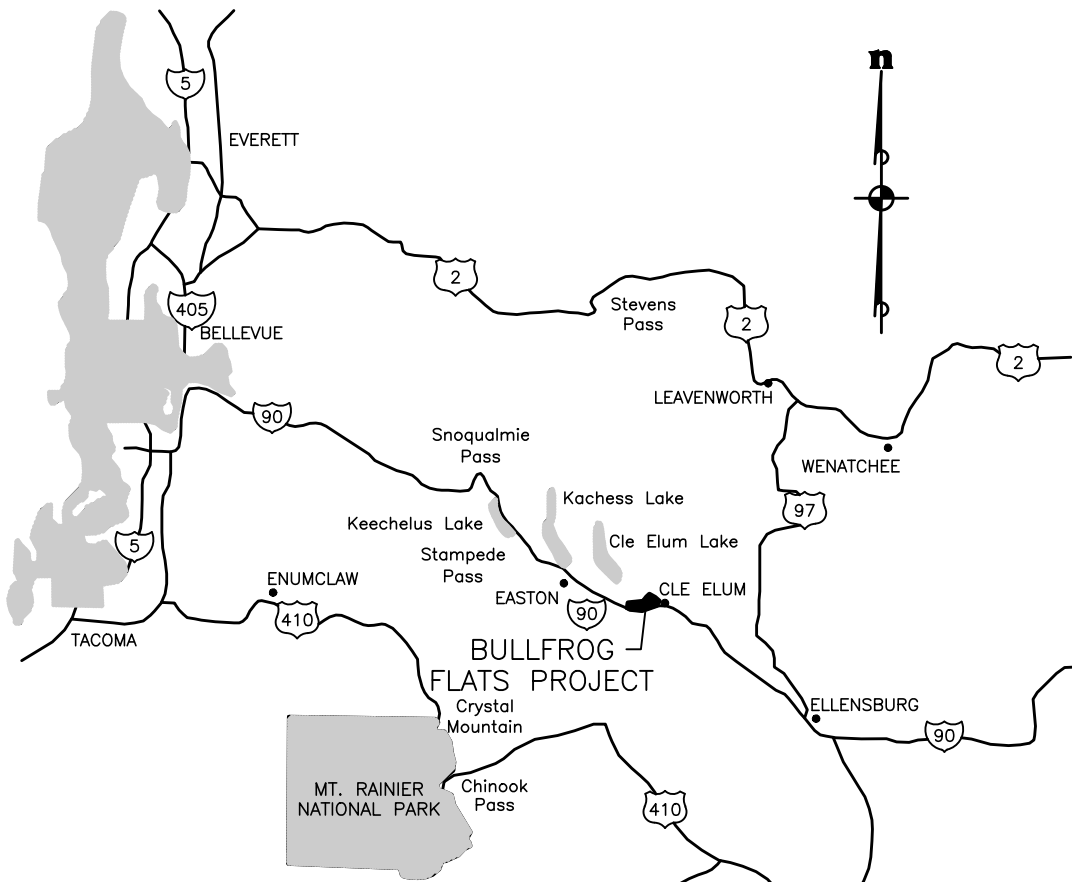 n
5
EVERETT
2
405
BELLEVUE
Stevens
Pass
2
2
LEAVENWORTH
90
Snoqualmie
Pass
WENATCHEE
Kachess Lake
97
Keechelus Lake
Cle Elum Lake
5
Stampede
Pass
ENUMCLAW
EASTON
CLE ELUM
410
90
TACOMA
BULLFROG
FLATS PROJECT
Crystal
Mountain
ELLENSBURG
90
MT. RAINIER
NATIONAL PARK
Chinook
Pass
410